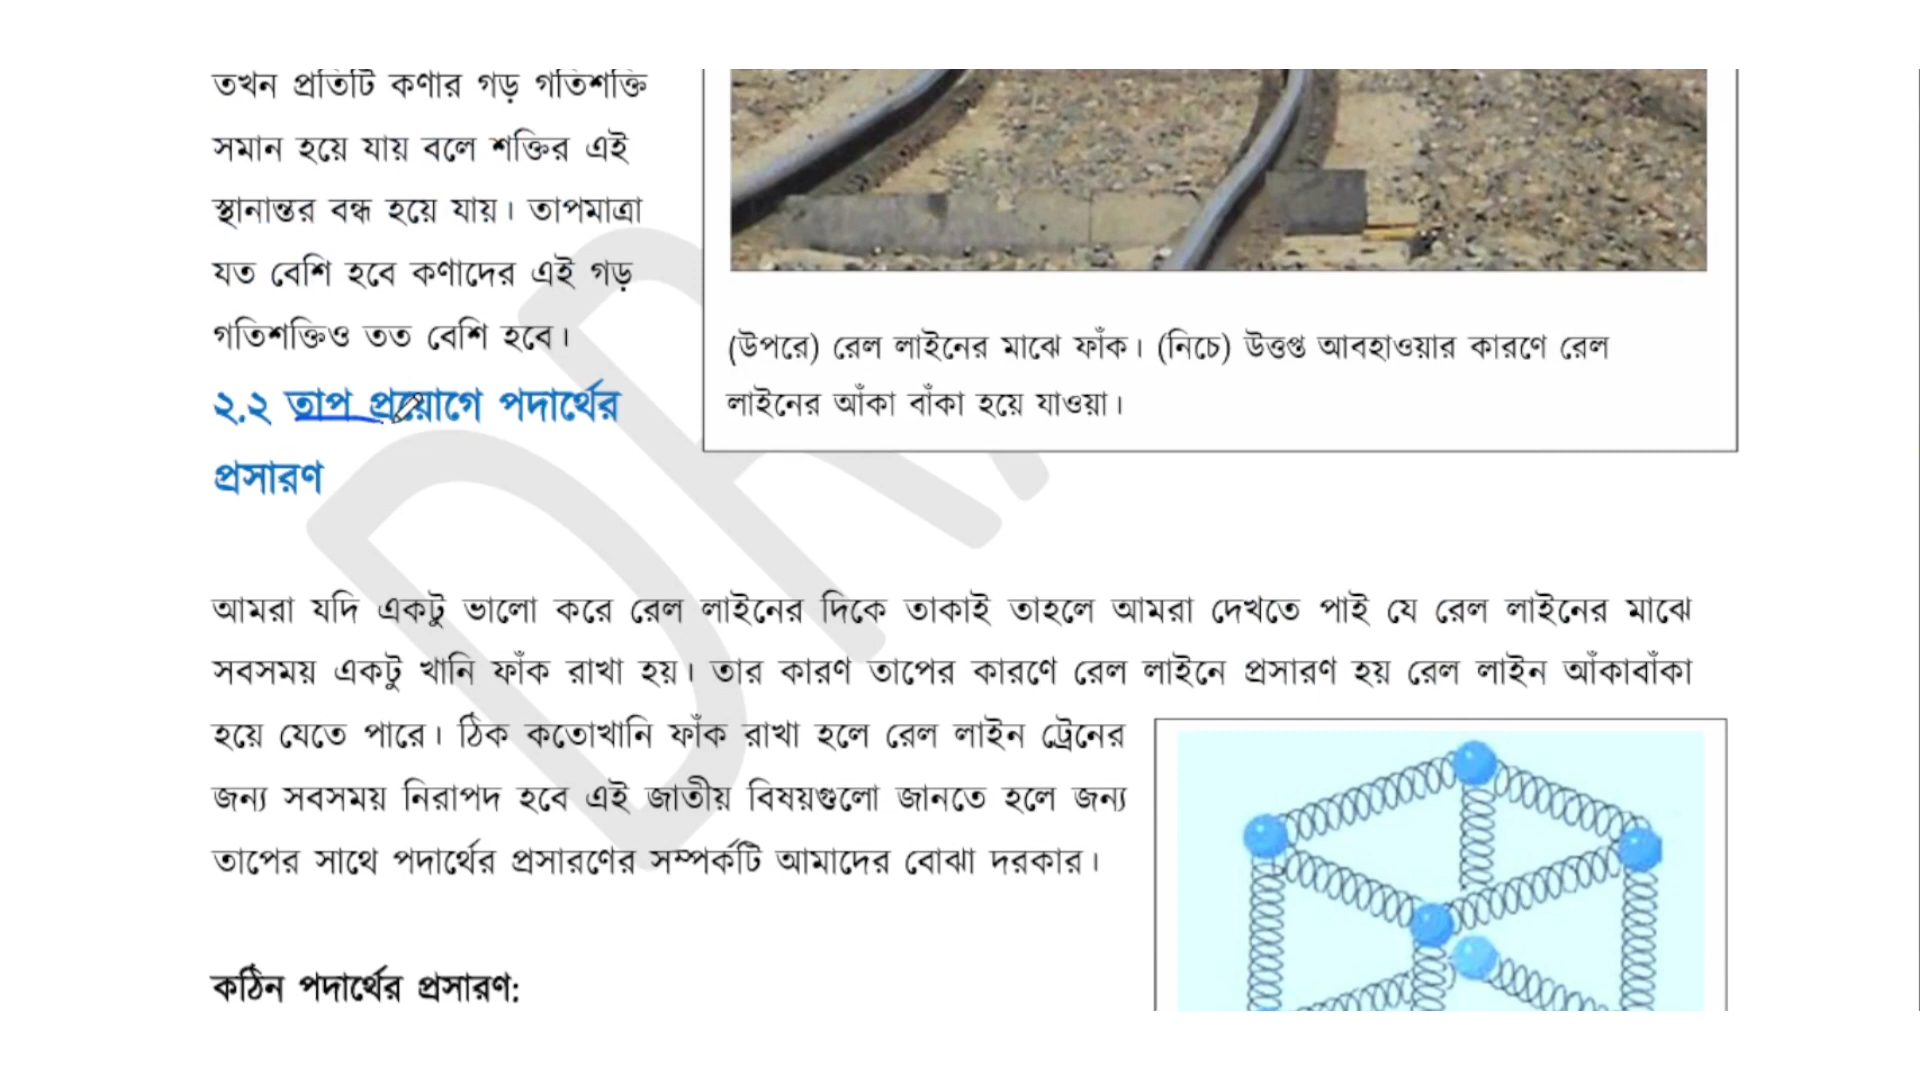 তখন প্রতিটি কণার গড় গতিশক্তি
সমান হয়ে যায় বলে শক্তির এই
স্থানান্তর বন্ধ হয়ে যায়। তাপমাত্রা
যত বেশি হবে কণাদের এই গড়
গতিশক্তিও তত বেশি হবে।
২.২ তাপ প্রয়োগে পদার্থের
প্রসারণ
(উপরে) রেল লাইনের মাঝে ফাঁক। (নিচে) উত্তপ্ত আবহাওয়ার কারণে রেল
লাইনের আঁকা বাঁকা হয়ে যাওয়া।
আমরা যদি একটু ভালো করে রেল লাইনের দিকে তাকাই তাহলে আমরা দেখতে পাই যে রেল লাইনের মাঝে
সবসময় একটু খানি ফাঁক রাখা হয়। তার কারণ তাপের কারণে রেল লাইনে প্রসারণ হয় রেল লাইন আঁকাবাঁকা
হয়ে যেতে পারে। ঠিক কতোখানি ফাঁক রাখা হলে রেল লাইন ট্রেনের
জন্য সবসময় নিরাপদ হবে এই জাতীয় বিষয়গুলো জানতে হলে জন্য
তাপের সাথে পদার্থের প্রসারণের সম্পর্কটি আমাদের বোঝা দরকার।
কঠিন পদার্থের প্রসারণ: